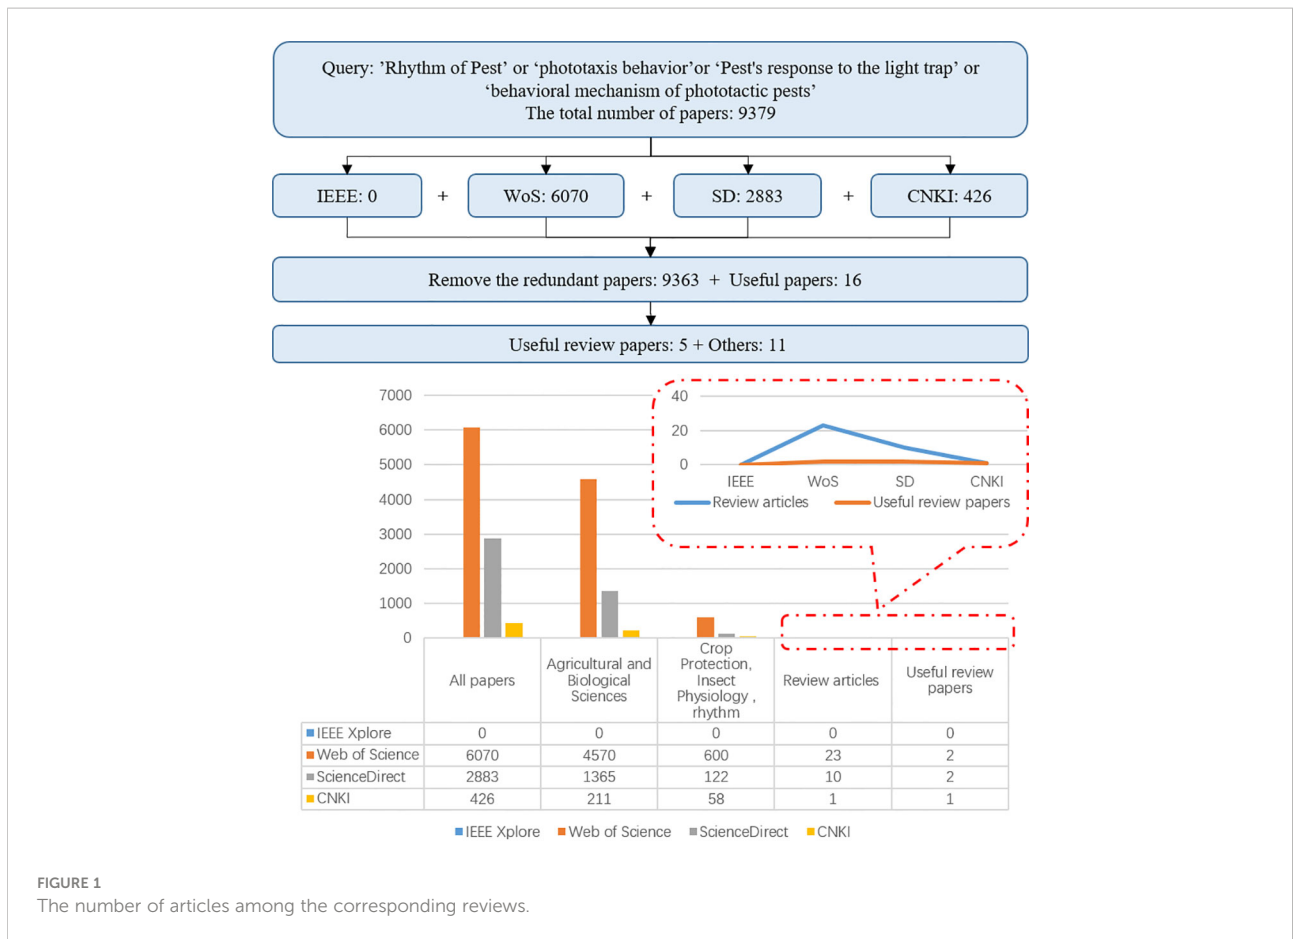 Query: ’Rhythm of Pest’ or ‘phototaxis behavior’or ‘Pest's response to the light trap’ or
‘behavioral mechanism of phototactic pests’
The total number of papers: 9379
IEEE: 0 + WoS: 6070 + SD: 2883 + CNKI: 426
Remove the redundant papers: 9363 + Useful papers: 16
Useful review papers: 5 + Others: 11
7000
6000
5000
4000
3000
2000
1000
0
40
20
0
IEEE WoS SD CNKI
Review articles Useful review papers
All papers
Agricultural and
Biological
Sciences
Crop
Protection,
Insect
Physiology ,
rhythm
Review articles
Useful review
papers
IEEE Xplore 0 0 0 0 0
Web of Science 6070 4570 600 23 2
ScienceDirect 2883 1365 122 10 2
CNKI 426 211 58 1 1
IEEE Xplore Web of Science ScienceDirect CNKI
FIGURE 1
The number of articles among the corresponding reviews.